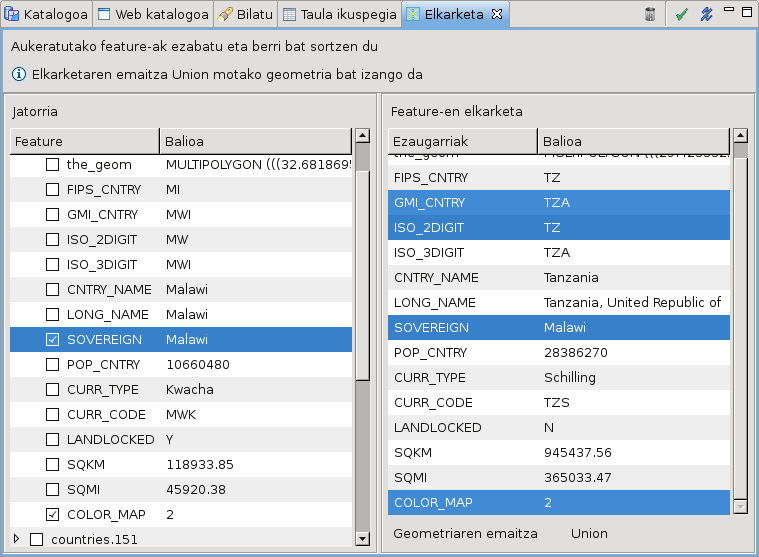 Katalogoa Web katalogoa Bilatu Taula ikuspegia Elkarketa
Aukeratutako feature-ak ezabatu eta berri bat sortzen du
Elkarketaren emaitza Union motako geometria bat izango da
Jatorria
Feature Balioa
the_geom MULTIPOLYGON (((32.6818695
FIPS_CNTRY MI
GMI_CNTRY MWI
ISO_2DIGIT MW
ISO_3DIGIT MWI
CNTRY_NAME Malawi
LONG_NAME Malawi
SOVEREIGN Malawi
POP_CNTRY 10660480
CURR_TYPE Kwacha
CURR_CODE MWK
LANDLOCKED Y
SQKM 118933.85
SQMI 45920.38
COLOR_MAP 2
countries.151
Feature-en elkarketa
Ezaugarriak Balioa
the_geom
FIPS_CNTRY TZ
GMI_CNTRY TZA
ISO_2DIGIT TZ
ISO_3DIGIT TZA
CNTRY_NAME Tanzania
LONG_NAME Tanzania, United Republic of
SOVEREIGN Malawi
POP_CNTRY 28386270
CURR_TYPE Schilling
CURR_CODE TZS
LANDLOCKED N
SQKM 945437.56
SQMI 365033.47
COLOR_MAP 2
Geometriaren emaitza Union